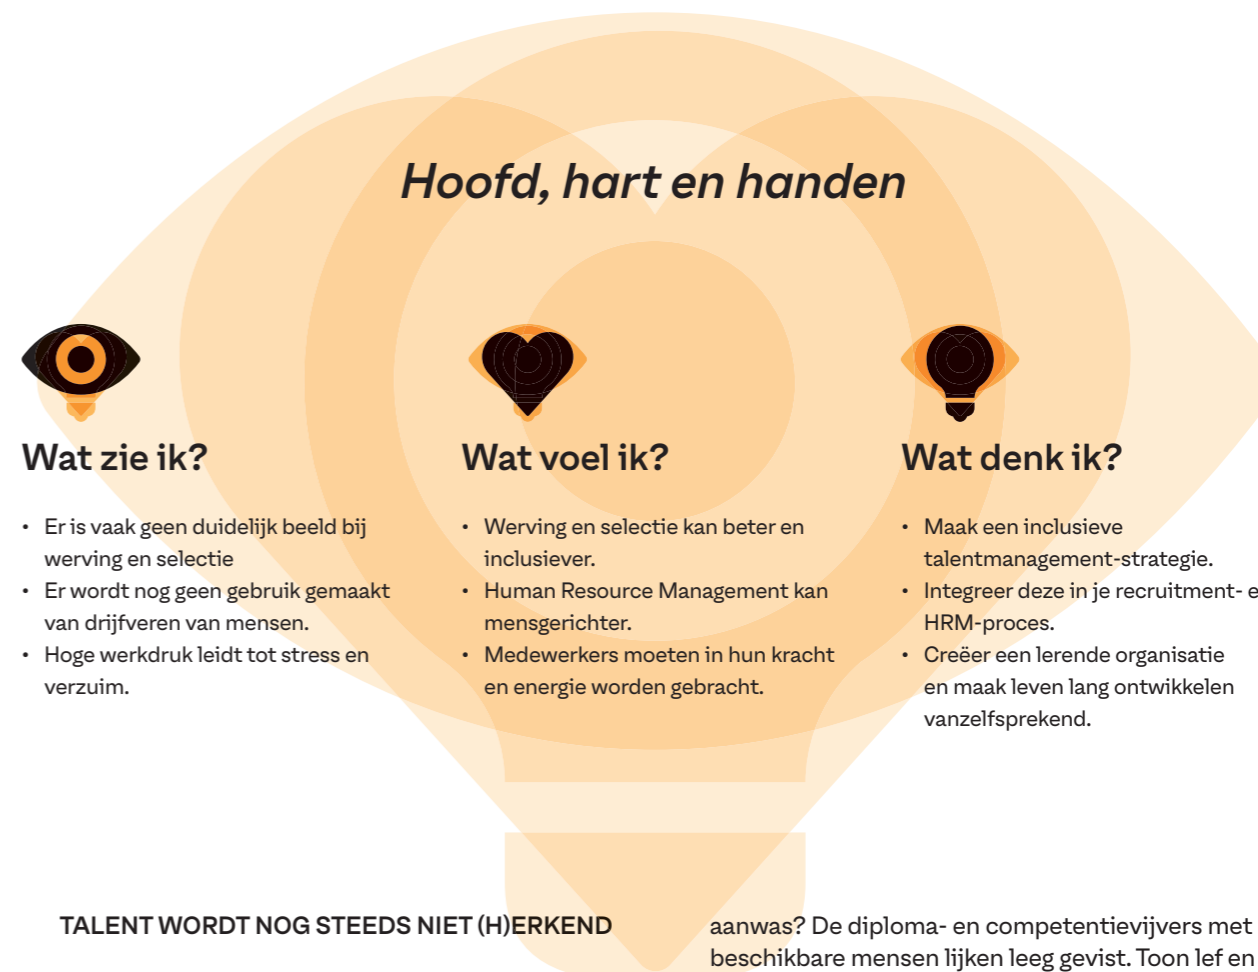 Hoofd, hart en handen
Wat zie ik?
• Er is vaak geen duidelijk beeld bij
werving en selectie
• Er wordt nog geen gebruik gemaakt
van drijfveren van mensen.
• Hoge werkdruk leidt tot stress en
verzuim.
Wat voel ik?
• Werving en selectie kan beter en
inclusiever.
• Human Resource Management kan
mensgerichter.
• Medewerkers moeten in hun kracht
en energie worden gebracht.
Wat denk ik?
• Maak een inclusieve
talentmanagement-strategie.
• Integreer deze in je recruitment-
HRM-proces.
• Creëer een lerende organisatie
en maak leven lang ontwikkelen
vanzelfsprekend.
TALENT WORDT NOG STEEDS NIET (H)ERKEND
aanwas? De diploma- en competentievijvers met
beschikbare mensen lijken leeg gevist. Toon lef en